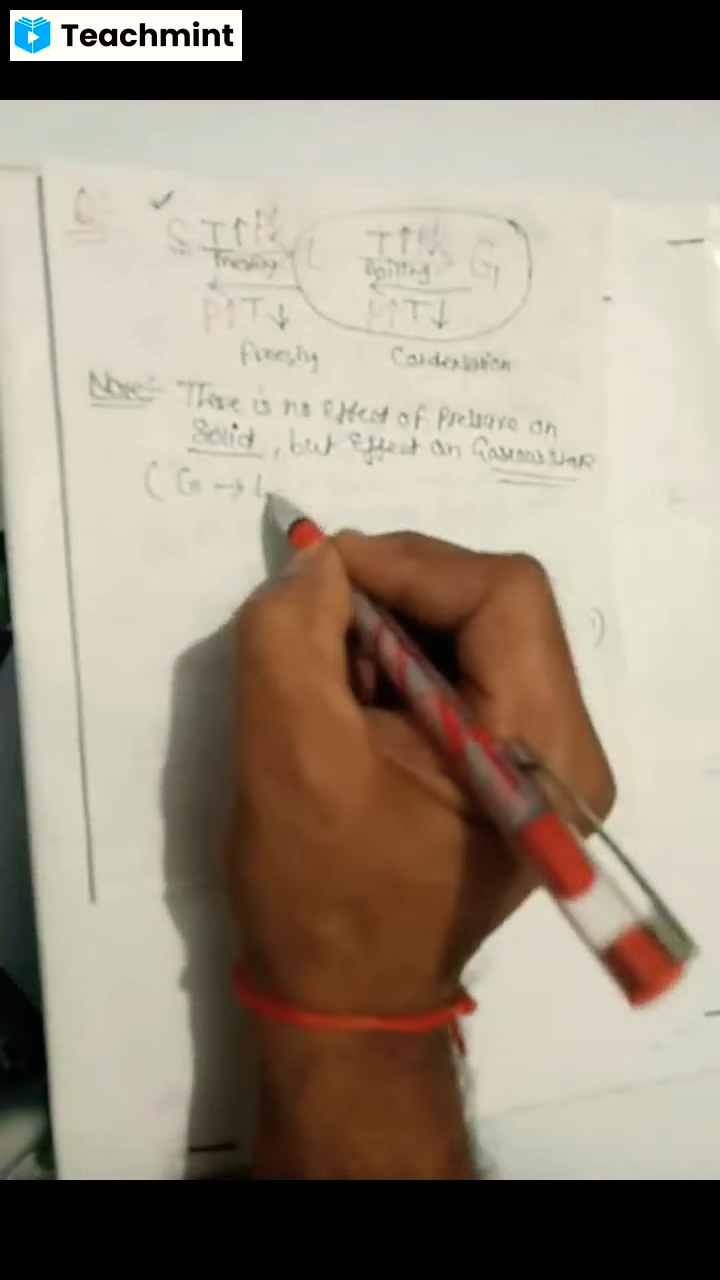 Teachmint
Q:-
S T↑ P↓ L T↑ P↓ G
Freezing Boiling
P↑ T↓ P↑ T↓
Freezing Condensation
Note:- There is no Effect of Pressure on
Solid, but Effect on Gaseous State
( G → L